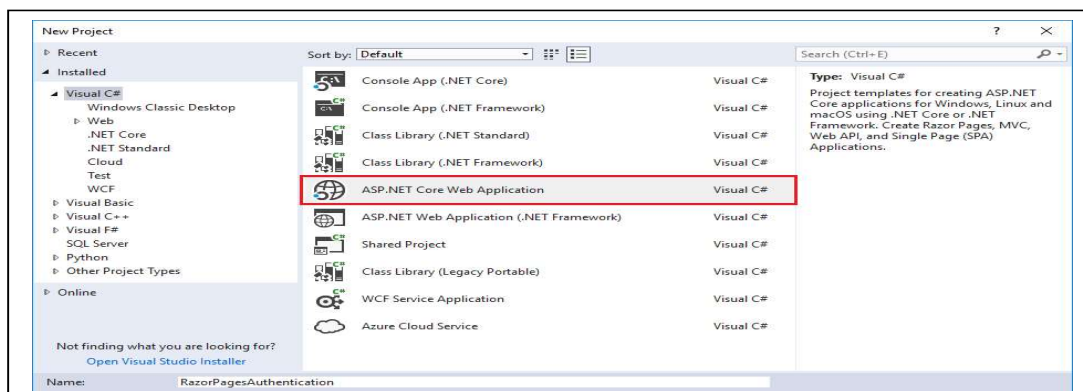 New Project
? ×
Recent
Installed
Visual C#
Windows Classic Desktop
Web
.NET Core
.NET Standard
Cloud
Test
WCF
Visual Basic
Visual C++
Visual F#
SQL Server
Python
Other Project Types
Online
Not finding what you are looking for?
Open Visual Studio Installer
Sort by: Default
Console App (.NET Core) Visual C#
Console App (.NET Framework) Visual C#
Class Library (.NET Standard) Visual C#
Class Library (.NET Framework) Visual C#
ASP.NET Core Web Application Visual C#
ASP.NET Web Application (.NET Framework) Visual C#
Shared Project Visual C#
Class Library (Legacy Portable) Visual C#
WCF Service Application Visual C#
Azure Cloud Service Visual C#
Search (Ctrl+E)
Type: Visual C#
Project templates for creating ASP.NET
Core applications for Windows, Linux and
macOS using .NET Core or .NET
Framework. Create Razor Pages, MVC,
Web API, and Single Page (SPA)
Applications.
Name: RazorPagesAuthentication